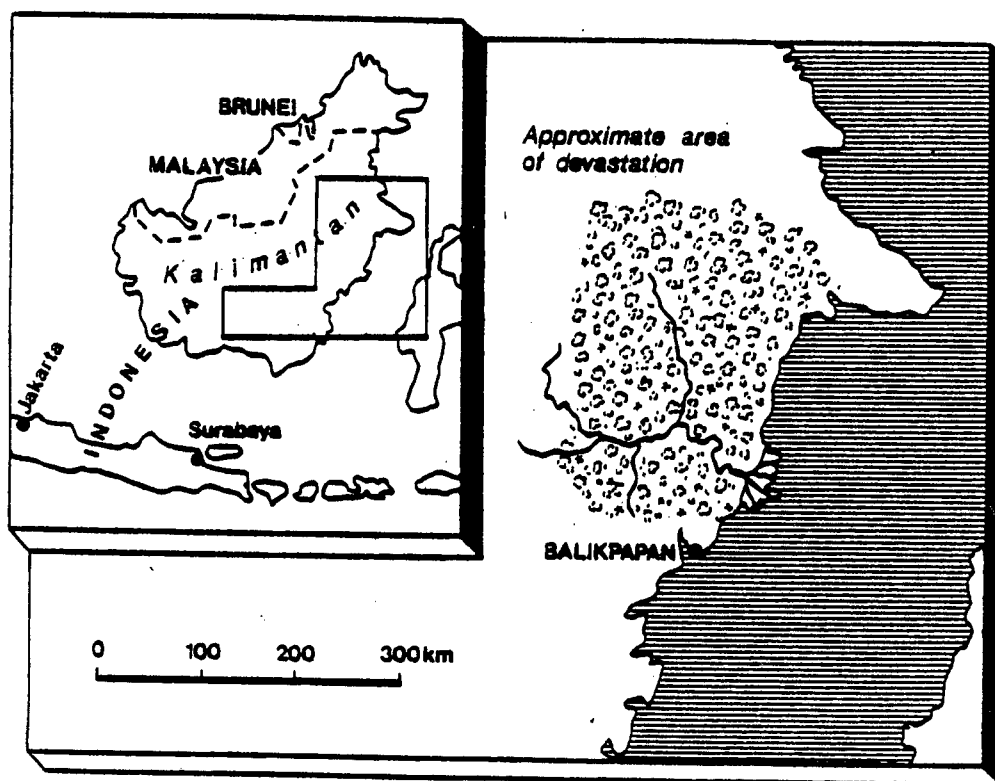 BRUNEI
MALAYSIA
Kalimantan
INDONESIA
Jakarta
Surabaya
Approximate area
of devastation
BALIKPAPAN
0 100 200 300km